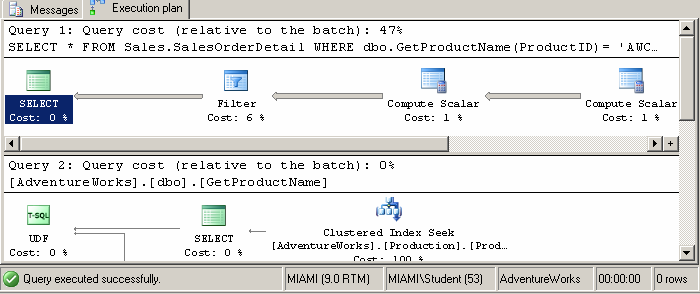 Messages
Execution plan
Query 1: Query cost (relative to the batch): 47%
SELECT * FROM Sales.SalesOrderDetail WHERE dbo.GetProductName(ProductID)= 'AWC…
SELECT
Cost: 0 %
Filter
Cost: 6 %
Compute Scalar
Cost: 1 %
Compute Scalar
Cost: 1 %
Query 2: Query cost (relative to the batch): 0%
[AdventureWorks].[dbo].[GetProductName]
T-SQL
UDF
Cost: 0 %
SELECT
Cost: 0 %
Clustered Index Seek
[AdventureWorks].[Production].[Prod…
Cost: 100 %
Query executed successfully.
MIAMI (9.0 RTM)
MIAMI\Student (53)
AdventureWorks
00:00:00
0 rows